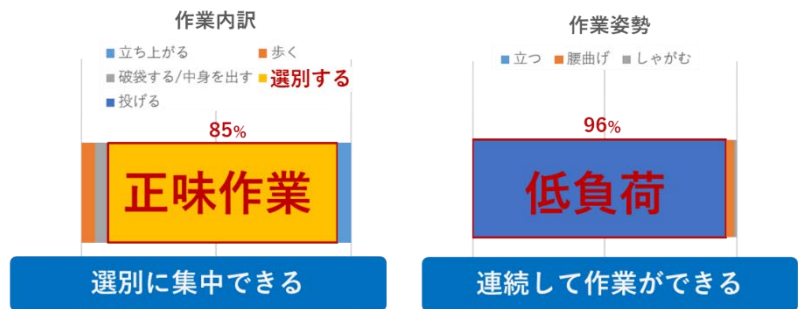 作業内訳
立ち上がる 歩く
破袋する/中身を出す 選別する
投げる
85%
正味作業
選別に集中できる
作業姿勢
立つ 腰曲げ しゃがむ
96%
低負荷
連続して作業ができる